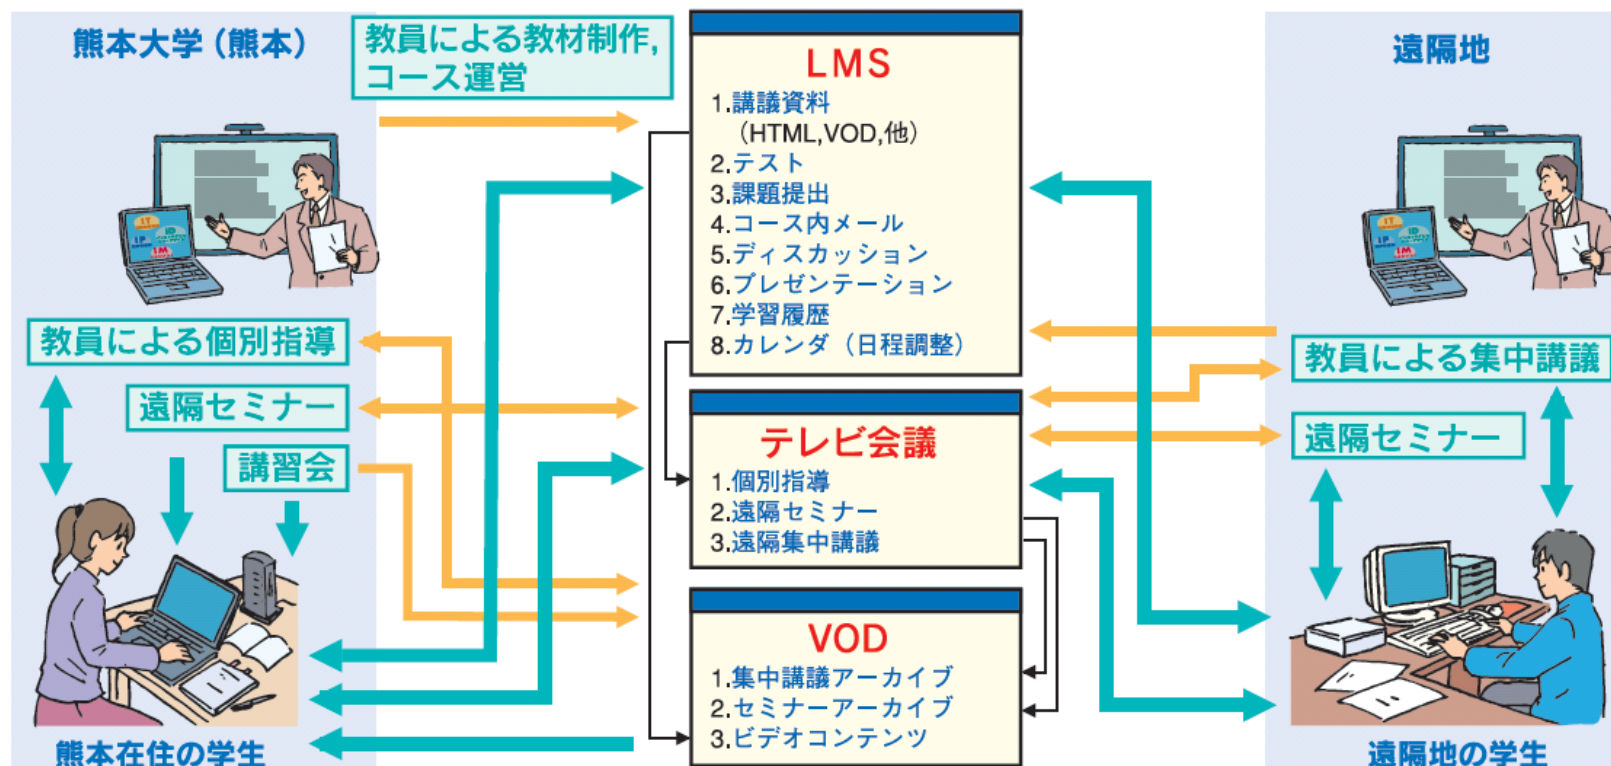 熊本大学（熊本）
教員による教材制作,
コース運営
IT
ID
IP
IM
教員による個別指導
遠隔セミナー
講習会
熊本在住の学生
LMS
1.講議資料
（HTML,VOD,他）
2.テスト
3.課題提出
4.コース内メール
5.ディスカッション
6.プレゼンテーション
7.学習履歴
8.カレンダ（日程調整）
テレビ会議
1.個別指導
2.遠隔セミナー
3.遠隔集中講議
VOD
1.集中講議アーカイブ
2.セミナーアーカイブ
3.ビデオコンテンツ
遠隔地
IT
ID
IP
IM
教員による集中講議
遠隔セミナー
遠隔地の学生